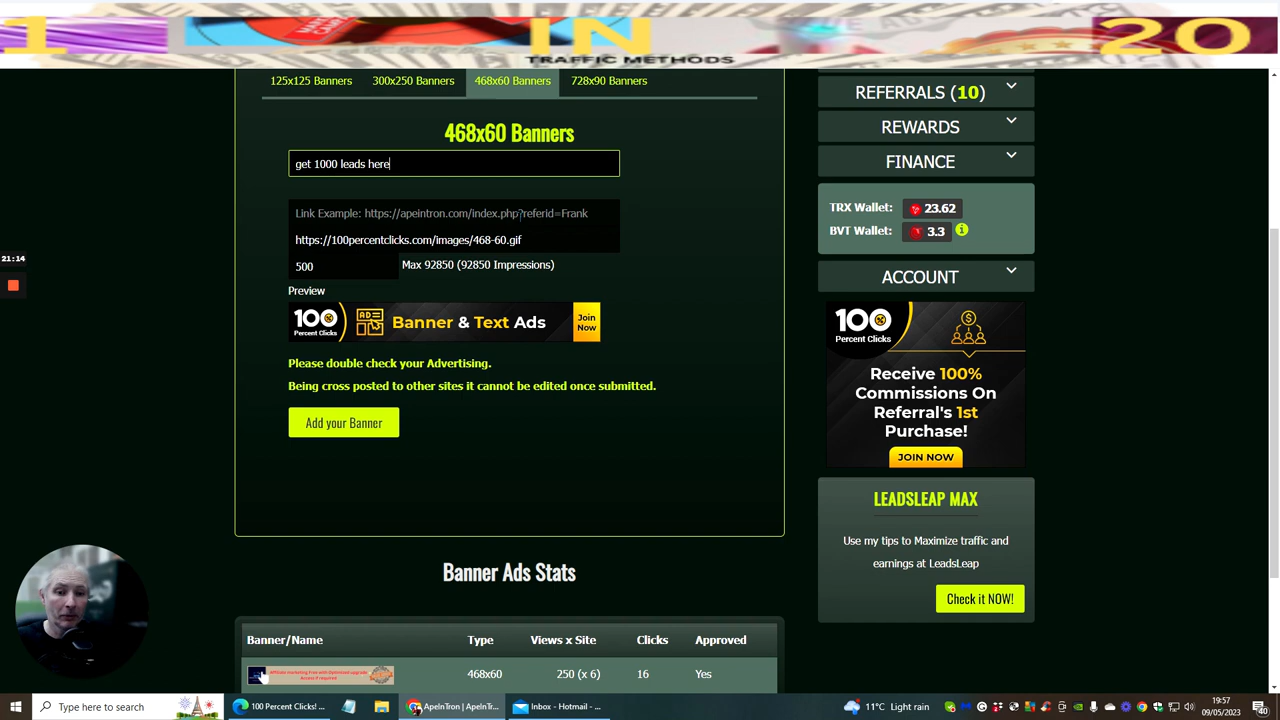 1 IN 20
TRAFFIC METHODS
125x125 Banners 300x250 Banners 468x60 Banners 728x90 Banners
468x60 Banners
get 1000 leads here
Link Example: https://apeintron.com/index.php?referid=Frank
https://100percentclicks.com/images/468-60.gif
500 Max 92850 (92850 Impressions)
Preview
100 Percent Clicks ADS Banner & Text Ads Join Now
Please double check your Advertising.
Being cross posted to other sites it cannot be edited once submitted.
Add your Banner
Banner Ads Stats
Banner/Name Type Views x Site Clicks Approved
468x60 250 (x 6) 16 Yes
REFERRALS (10)
REWARDS
FINANCE
TRX Wallet: 23.62
BVT Wallet: 3.3
ACCOUNT
100
Percent Clicks
Receive 100%
Commissions On
Referral's 1st
Purchase!
JOIN NOW
LEADSLEAP MAX
Use my tips to Maximize traffic and
earnings at LeadsLeap
Check it NOW!
21:14
Type here to search
100 Percent Clicks! ...
ApeInTron | ApeInTr...
Inbox - Hotmail - ...
11°C Light rain
19:57
09/05/2023
40